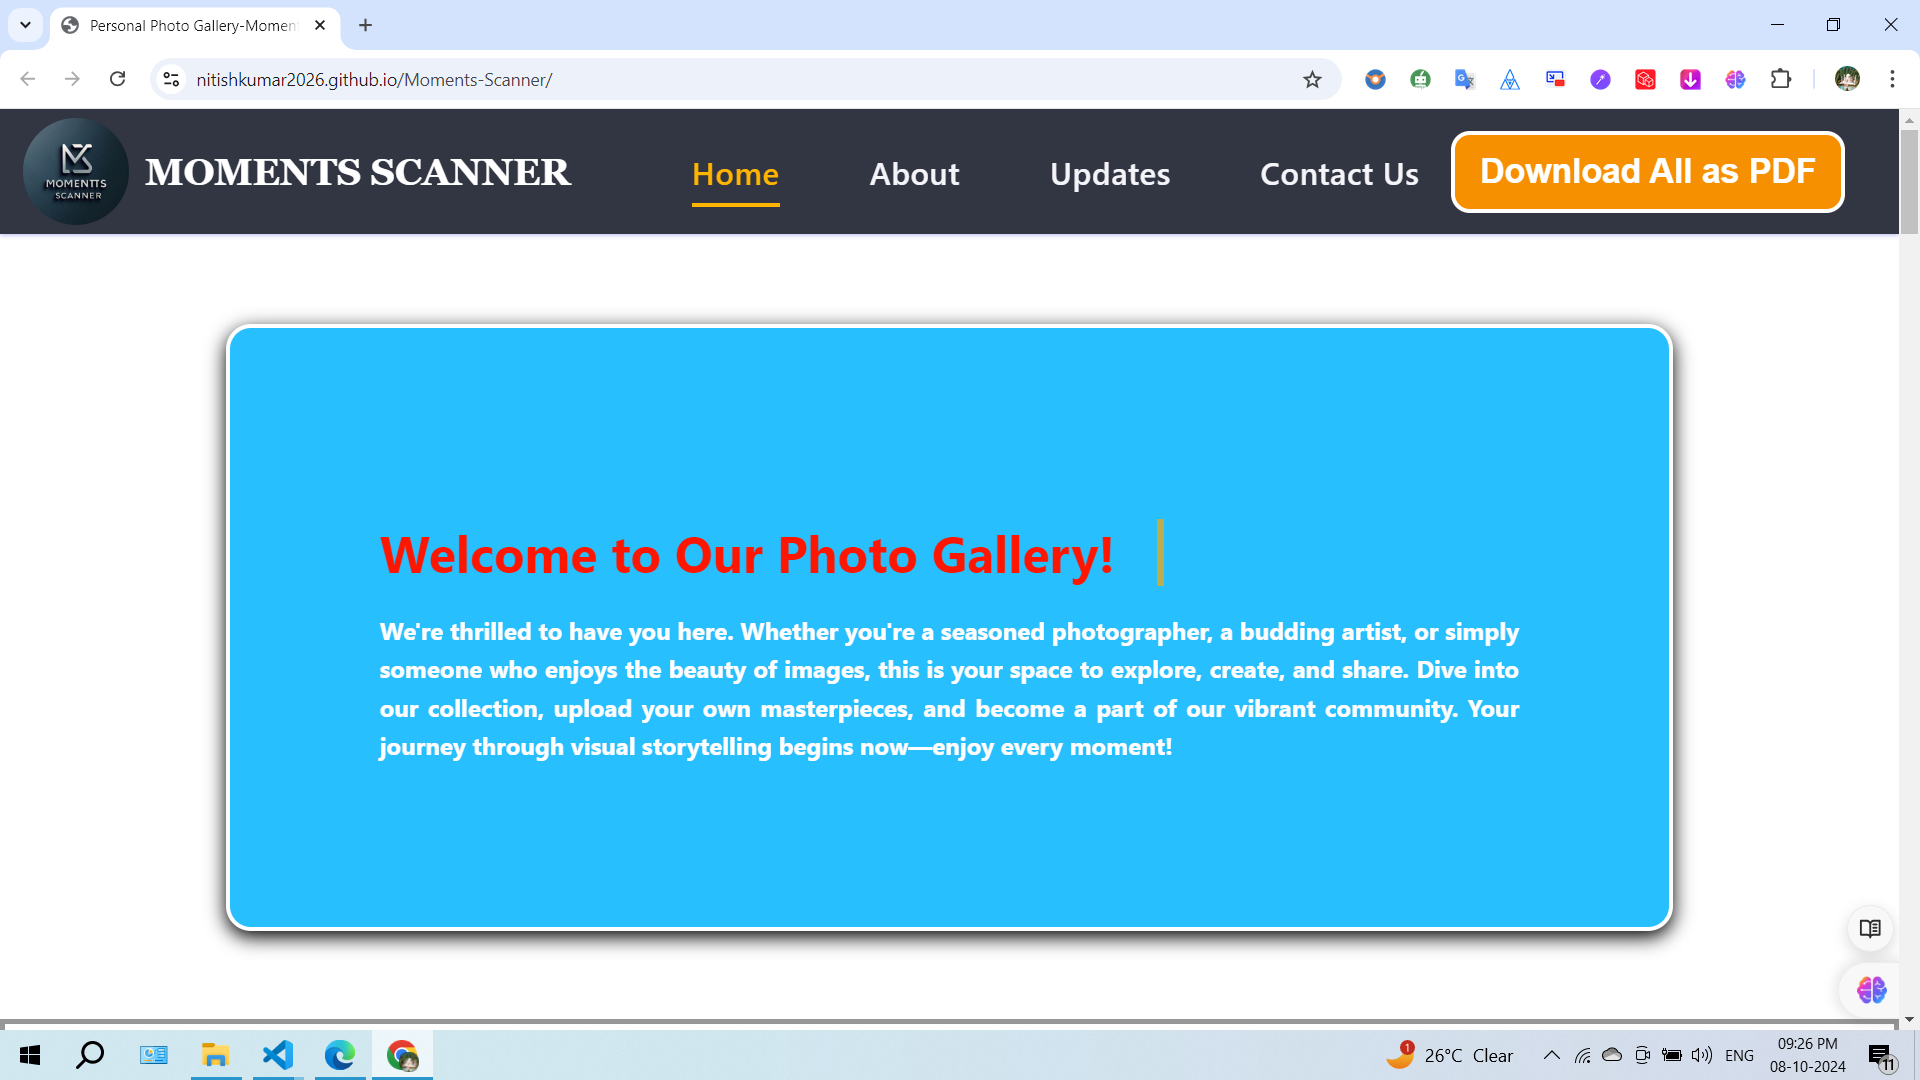 Personal Photo Gallery-Momen
nitishkumar2026.github.io/Moments-Scanner/
MOMENTTS
SCANNER
MOMENTS SCANNER
Home
About
Updates
Contact Us
Download All as PDF
Welcome to Our Photo Gallery!
We're thrilled to have you here. Whether you're a seasoned photographer, a budding artist, or simply
someone who enjoys the beauty of images, this is your space to explore, create, and share. Dive into
our collection, upload your own masterpieces, and become a part of our vibrant community. Your
journey through visual storytelling begins now—enjoy every moment!
1
26°C Clear
ENG
09:26 PM
08-10-2024
11